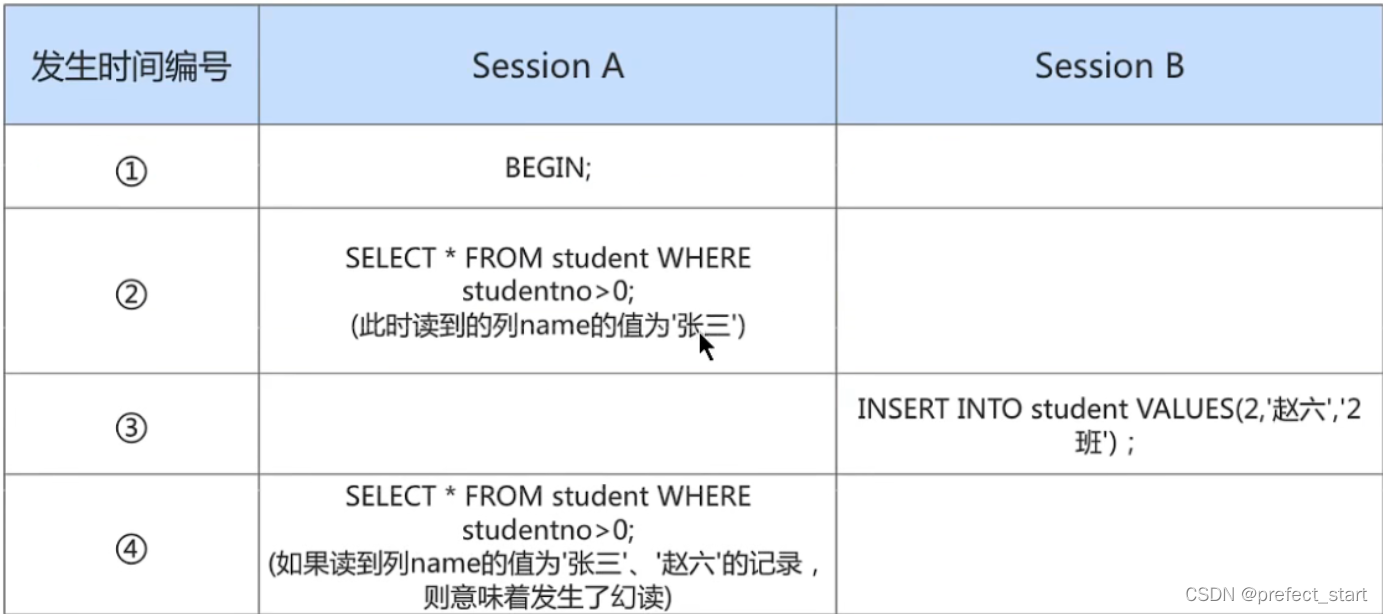 发生时间编号 Session A Session B
① BEGIN;
② SELECT * FROM student WHERE
studentno>0;
(此时读到的列name的值为'张三')
③ INSERT INTO student VALUES(2,'赵六','2
班')；
④ SELECT * FROM student WHERE
studentno>0;
(如果读到列name的值为'张三'、'赵六'的记录，
则意味着发生了幻读)
CSDN @prefect_start